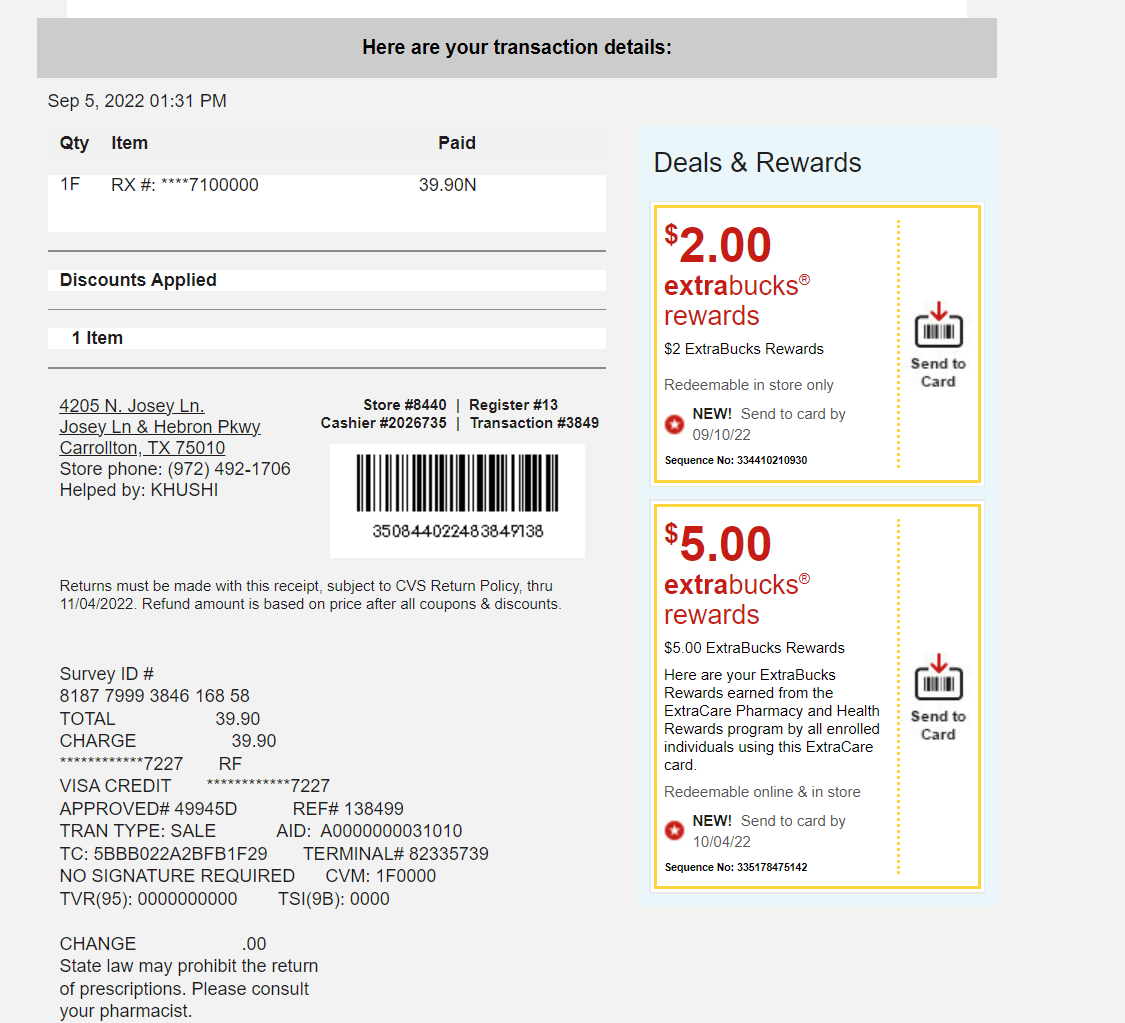 Here are your transaction details:
Sep 5, 2022 01:31 PM
Qty Item Paid
1F RX #: ****7100000 39.90N
Discounts Applied
1 Item
4205 N. Josey Ln.
Josey Ln & Hebron Pkwy
Carrollton, TX 75010
Store phone: (972) 492-1706
Helped by: KHUSHI
Store #8440 | Register #13
Cashier #2026735 | Transaction #3849
350844022483849138
Returns must be made with this receipt, subject to CVS Return Policy, thru
11/04/2022. Refund amount is based on price after all coupons & discounts.
Survey ID #
8187 7999 3846 168 58
TOTAL 39.90
CHARGE 39.90
************7227 RF
VISA CREDIT ************7227
APPROVED# 49945D REF# 138499
TRAN TYPE: SALE AID: A0000000031010
TC: 5BBB022A2BFB1F29 TERMINAL# 82335739
NO SIGNATURE REQUIRED CVM: 1F0000
TVR(95): 0000000000 TSI(9B): 0000
CHANGE .00
State law may prohibit the return
of prescriptions. Please consult
your pharmacist.
Deals & Rewards
$2.00
extrabucks®
rewards
$2 ExtraBucks Rewards
Redeemable in store only
NEW! Send to card by
09/10/22
Sequence No: 334410210930
Send to
Card
$5.00
extrabucks®
rewards
$5.00 ExtraBucks Rewards
Here are your ExtraBucks
Rewards earned from the
ExtraCare Pharmacy and Health
Rewards program by all enrolled
individuals using this ExtraCare
card.
Redeemable online & in store
NEW! Send to card by
10/04/22
Sequence No: 335178475142
Send to
Card